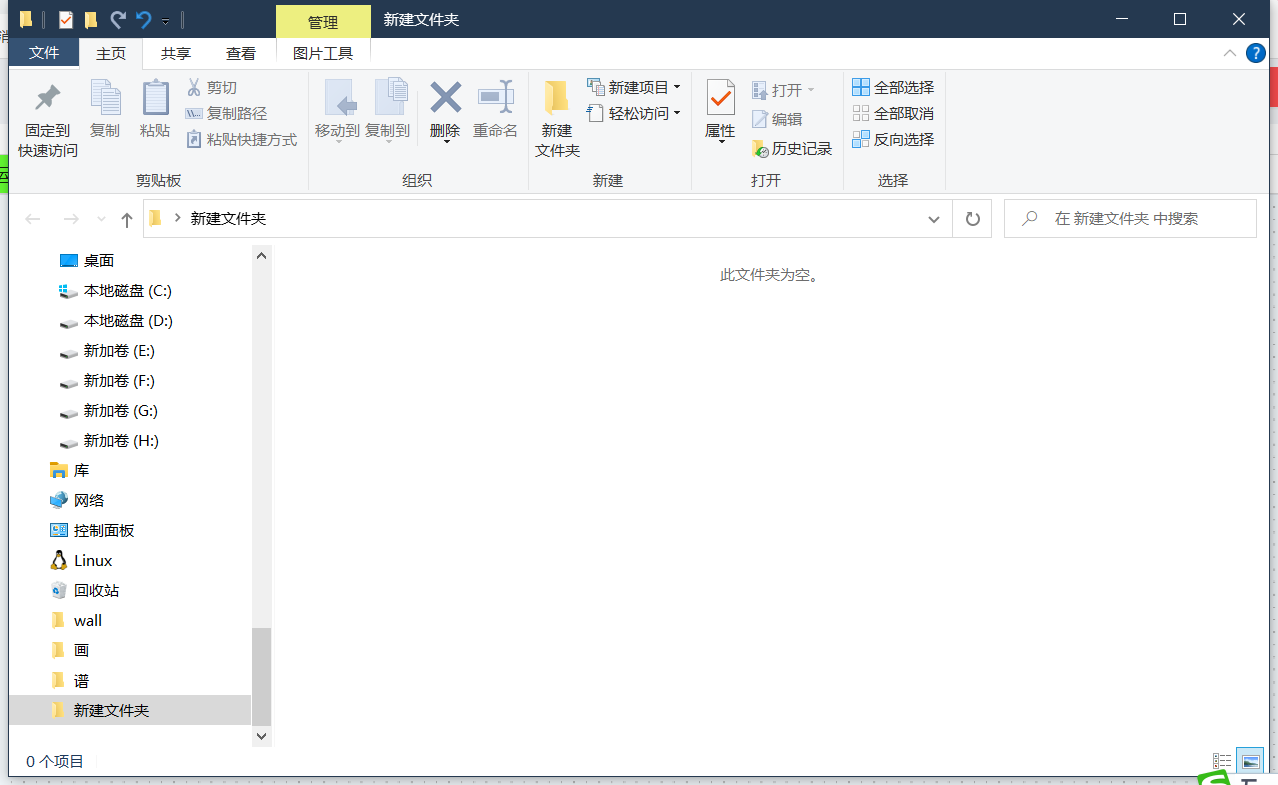 管理
新建文件夹
文件
主页
共享
查看
图片工具
固定到
快速访问
复制
粘贴
剪切
复制路径
粘贴快捷方式
剪贴板
移动到
复制到
删除
重命名
组织
新建
文件夹
新建项目
轻松访问
新建
属性
打开
编辑
历史记录
打开
全部选择
全部取消
反向选择
选择
新建文件夹
在 新建文件夹 中搜索
桌面
本地磁盘 (C:)
本地磁盘 (D:)
新加卷 (E:)
新加卷 (F:)
新加卷 (G:)
新加卷 (H:)
库
网络
控制面板
Linux
回收站
wall
画
谱
新建文件夹
此文件夹为空。
0 个项目